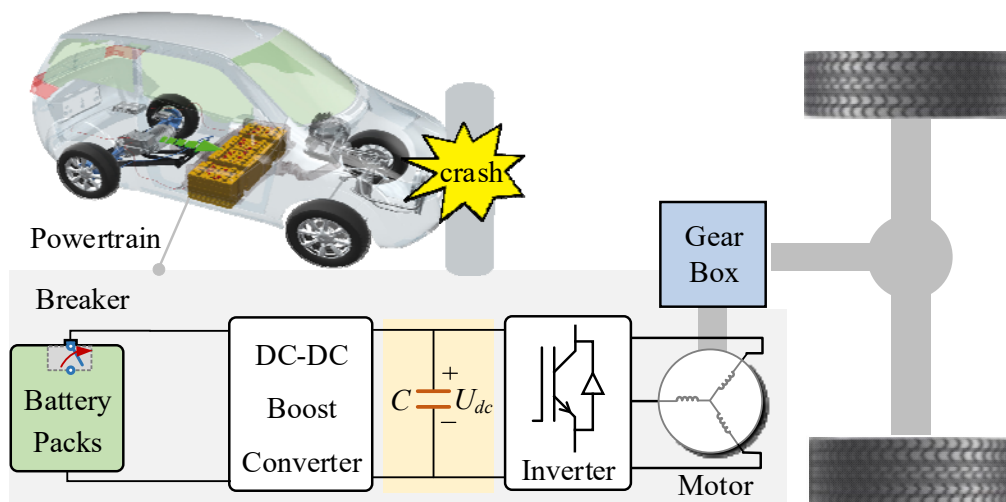 crash
Powertrain
Gear
Box
Breaker
Battery
Packs
DC-DC
Boost
Converter
C
+
U_dc
−
Inverter
Motor